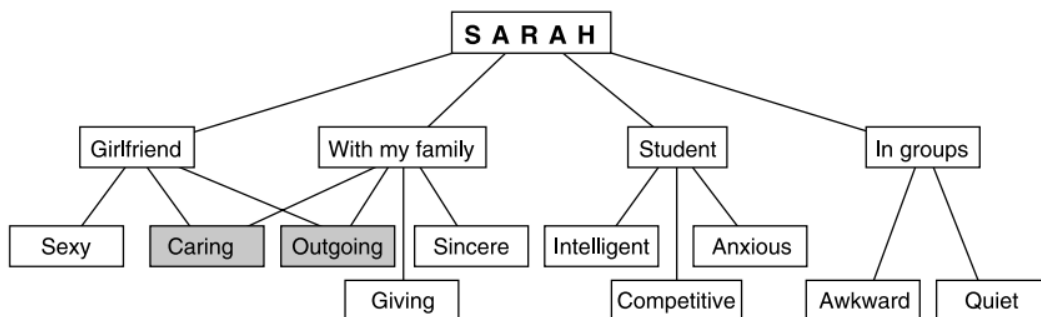 S A R A H
Girlfriend
With my family
Student
In groups
Sexy
Caring
Outgoing
Sincere
Intelligent
Anxious
Giving
Competitive
Awkward
Quiet